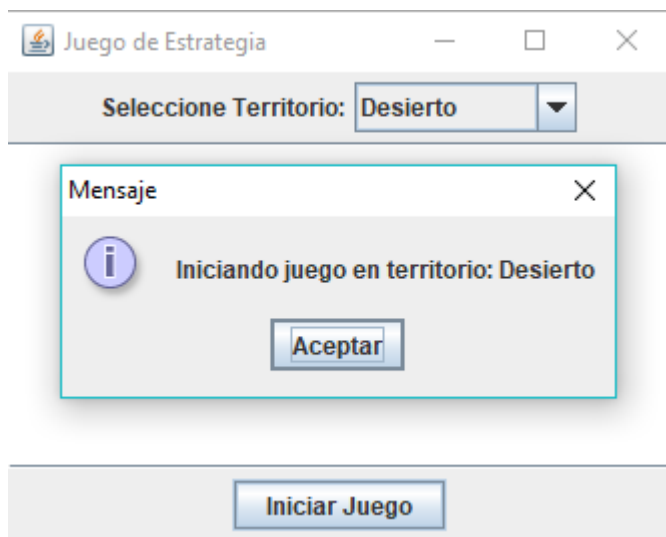 Juego de Estrategia
Seleccione Territorio: Desierto
Mensaje
Iniciando juego en territorio: Desierto
Aceptar
Iniciar Juego